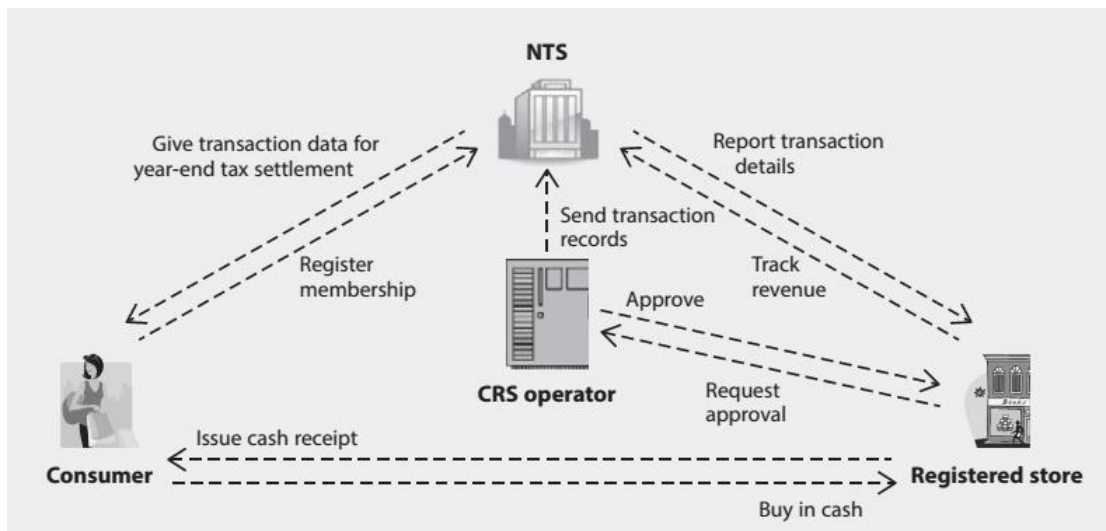 NTS
Give transaction data for
year-end tax settlement
Report transaction
details
Send transaction
records
Register
membership
Track
revenue
Approve
CRS operator
Request
approval
Books
Issue cash receipt
Consumer
Registered store
Buy in cash